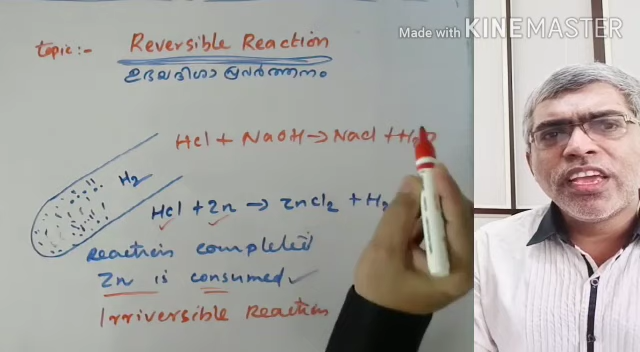 Made with KINEMASTER
Topic:- Reversible Reaction
ഉഭയദിശാ പ്രവർത്തനം
Hcl + NaOH → Nacl + H₂O
H₂
Hcl + Zn → ZnCl₂ + H₂
Reaction completed
Zn is consumed ✓
Irriversible Reaction